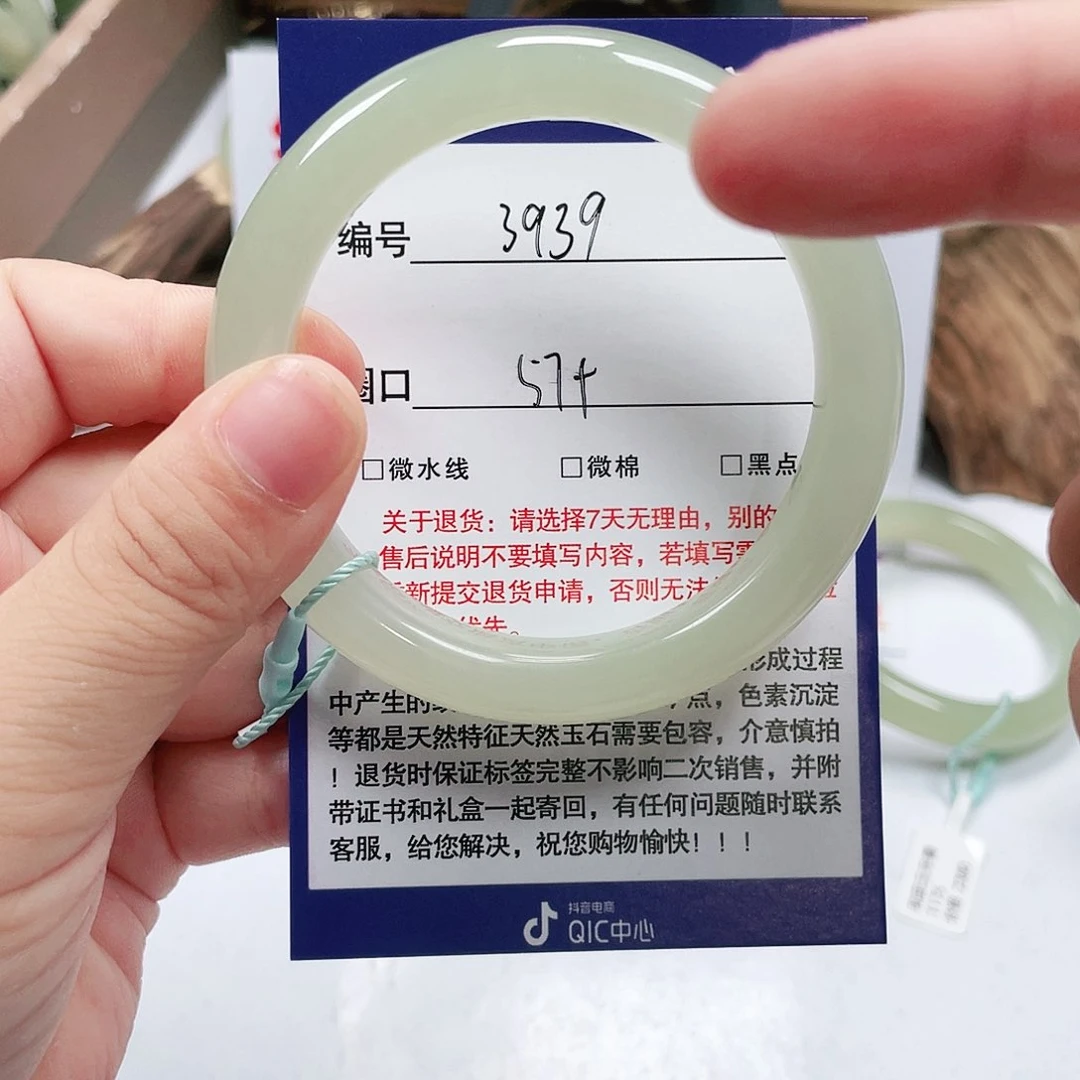 编号 3939
圈口 57+
□微水线 □微棉 □黑点
关于退货：请选择7天无理由，别的
售后说明不要填写内容，若填写
新提交退货申请，否则无法
优先。
形成过程
中产生的 点，色素沉淀
等都是天然特征天然玉石需要包容，介意慎拍
！退货时保证标签完整不影响二次销售，并附
带证书和礼盒一起寄回，有任何问题随时联系
客服，给您解决，祝您购物愉快！！！
抖音电商
QIC中心